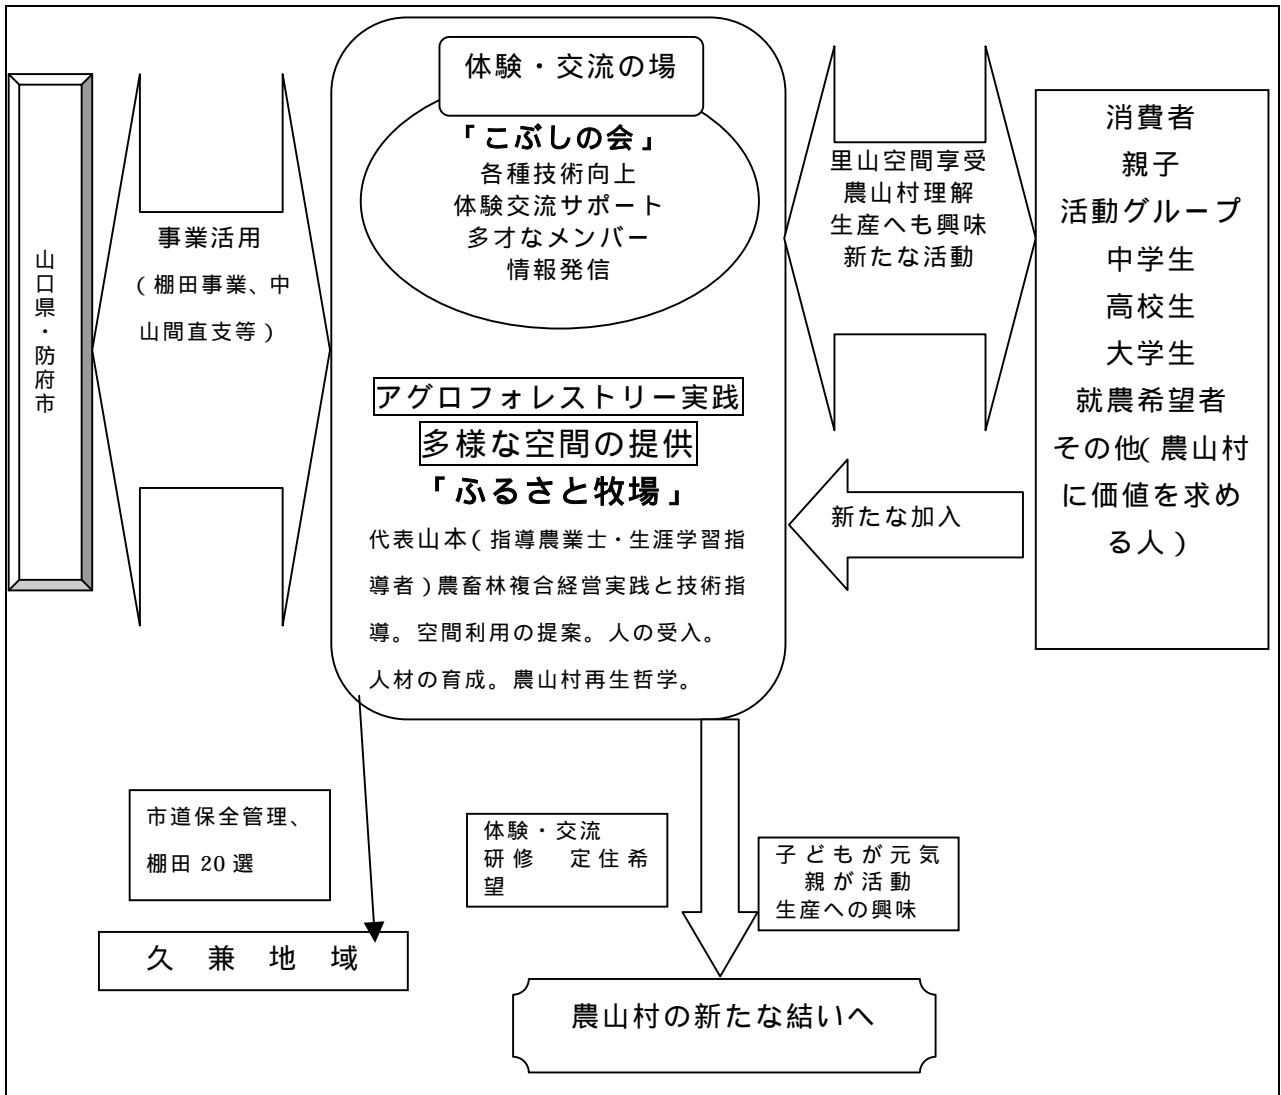 体験・交流の場
「こぶしの会」
各種技術向上
体験交流サポート
多才なメンバー
情報発信
山口県・防府市
事業活用
（棚田事業、中
山間直支等）
里山空間享受
農山村理解
生産へも興味
新たな活動
消費者
親子
活動グループ
中学生
高校生
大学生
就農希望者
その他（農山村
に価値を求め
る人）
アグロフォレストリー実践
多様な空間の提供
「ふるさと牧場」
代表山本（指導農業士・生涯学習指
導者）農畜林複合経営実践と技術指
導。空間利用の提案。人の受入。
人材の育成。農山村再生哲学。
新たな加入
市道保全管理、
棚田 20 選
久兼地域
体験・交流
研修　定住希
望
子どもが元気
親が活動
生産への興味
農山村の新たな結いへ